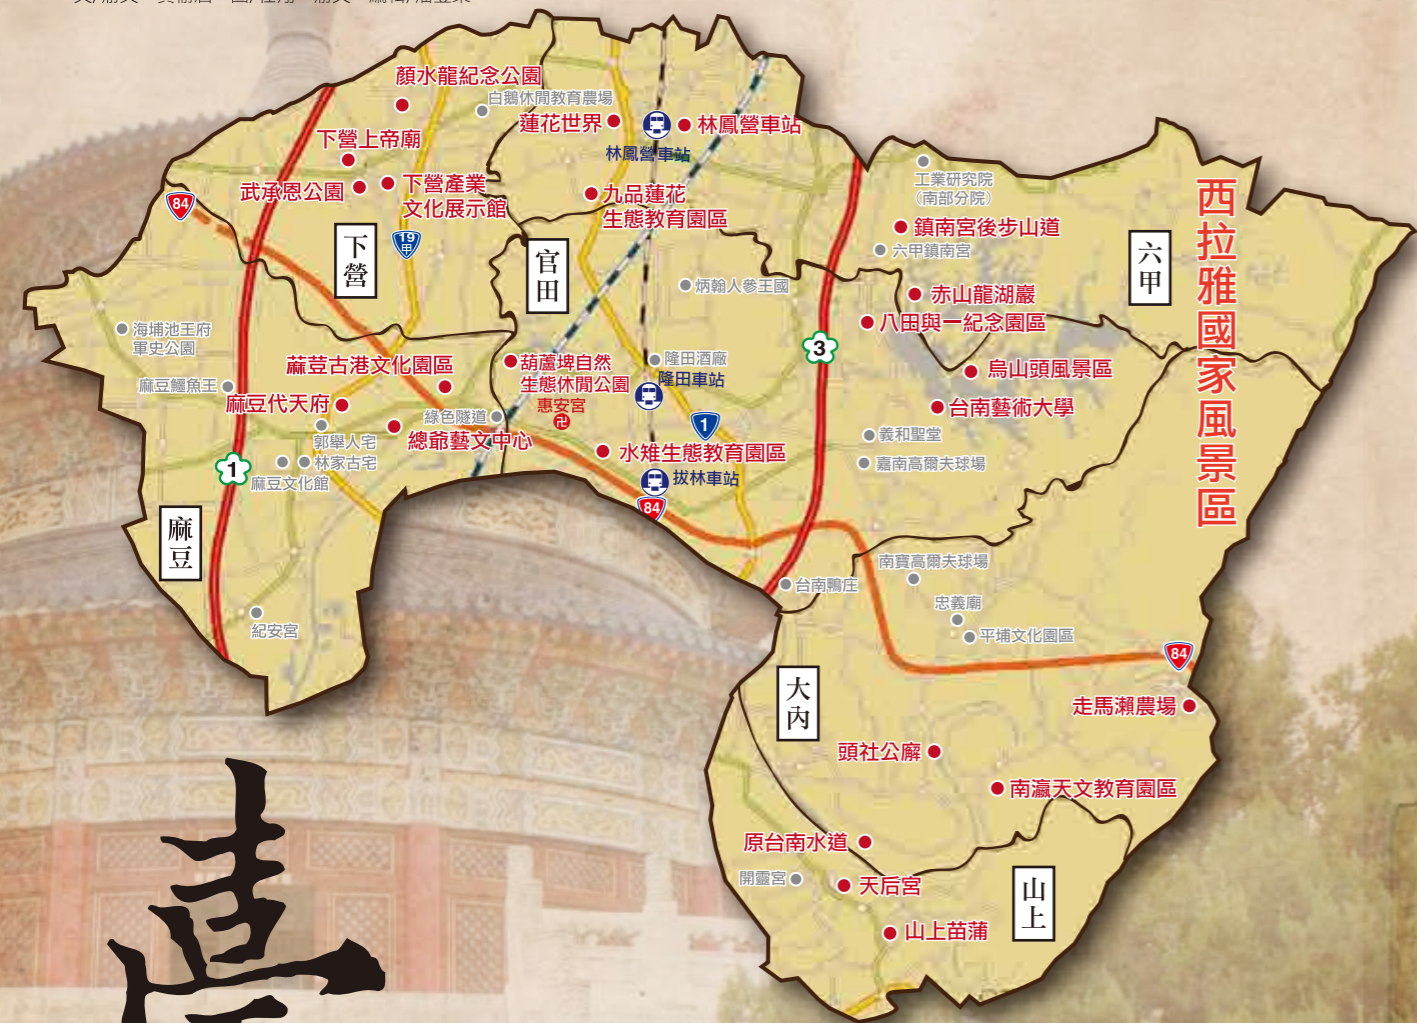 顏水龍紀念公園
白鵝休閒教育農場
蓮花世界
林鳳營車站
林鳳營車站
下營上帝廟
武承恩公園
下營產業
文化展示館
九品蓮花
生態教育園區
工業研究院
（南部分院）
鎮南宮後步山道
六甲鎮南宮
84
19
甲
下營
官田
六甲
西拉雅國家風景區
炳翰人參王國
赤山龍湖巖
八田與一紀念園區
海埔池王府
軍史公園
3
蔴荳古港文化園區
葫蘆埤自然
生態休閒公園
隆田酒廠
隆田車站
烏山頭風景區
麻豆鱷魚王
麻豆代天府
惠安宮
卍
台南藝術大學
綠色隧道
1
郭舉人宅
總爺藝文中心
義和聖堂
水雉生態教育園區
1
林家古宅
嘉南高爾夫球場
麻豆文化館
拔林車站
84
麻豆
南寶高爾夫球場
台南鴨庄
忠義廟
紀安宮
平埔文化園區
84
大內
走馬瀨農場
頭社公廨
南瀛天文教育園區
原台南水道
開靈宮
天后宮
山上
山上苗蒲